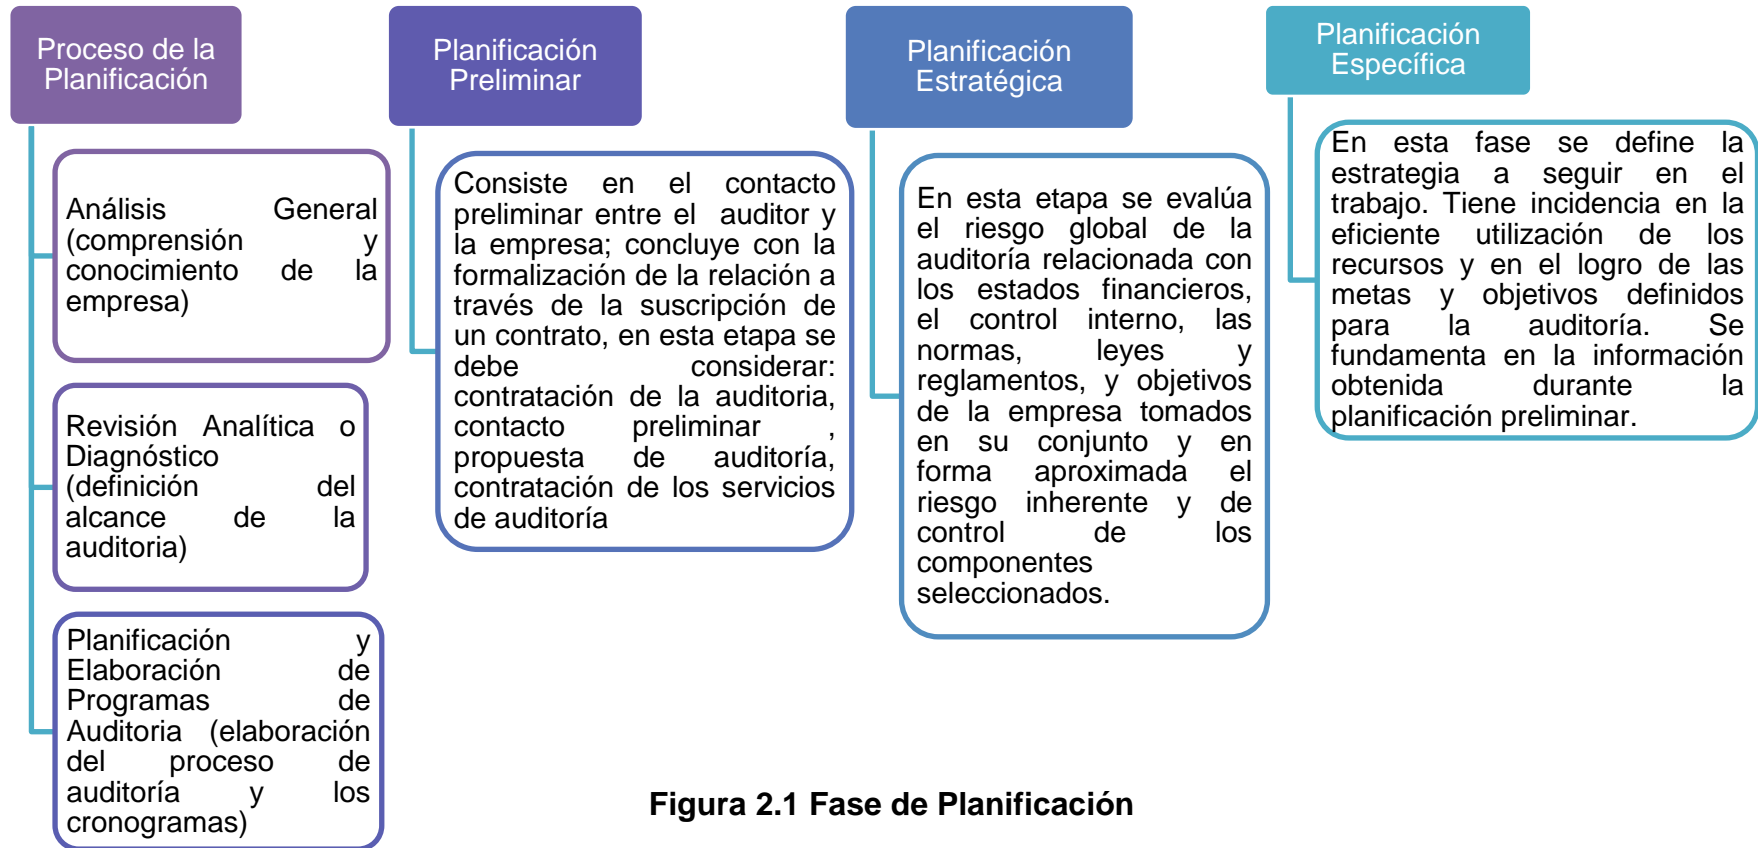 Proceso de la
Planificación
Análisis General
(comprensión y
conocimiento de la
empresa)
Revisión Analítica o
Diagnóstico
(definición del
alcance de la
auditoria)
Planificación y
Elaboración de
Programas de
Auditoria (elaboración
del proceso de
auditoría y los
cronogramas)
Planificación
Preliminar
Consiste en el contacto
preliminar entre el auditor y
la empresa; concluye con la
formalización de la relación a
través de la suscripción de
un contrato, en esta etapa se
debe considerar:
contratación de la auditoria,
contacto preliminar ,
propuesta de auditoría,
contratación de los servicios
de auditoría
Planificación
Estratégica
En esta etapa se evalúa
el riesgo global de la
auditoría relacionada con
los estados financieros,
el control interno, las
normas, leyes y
reglamentos, y objetivos
de la empresa tomados
en su conjunto y en
forma aproximada el
riesgo inherente y de
control de los
componentes
seleccionados.
Planificación
Específica
En esta fase se define la
estrategia a seguir en el
trabajo. Tiene incidencia en la
eficiente utilización de los
recursos y en el logro de las
metas y objetivos definidos
para la auditoría. Se
fundamenta en la información
obtenida durante la
planificación preliminar.
Figura 2.1 Fase de Planificación